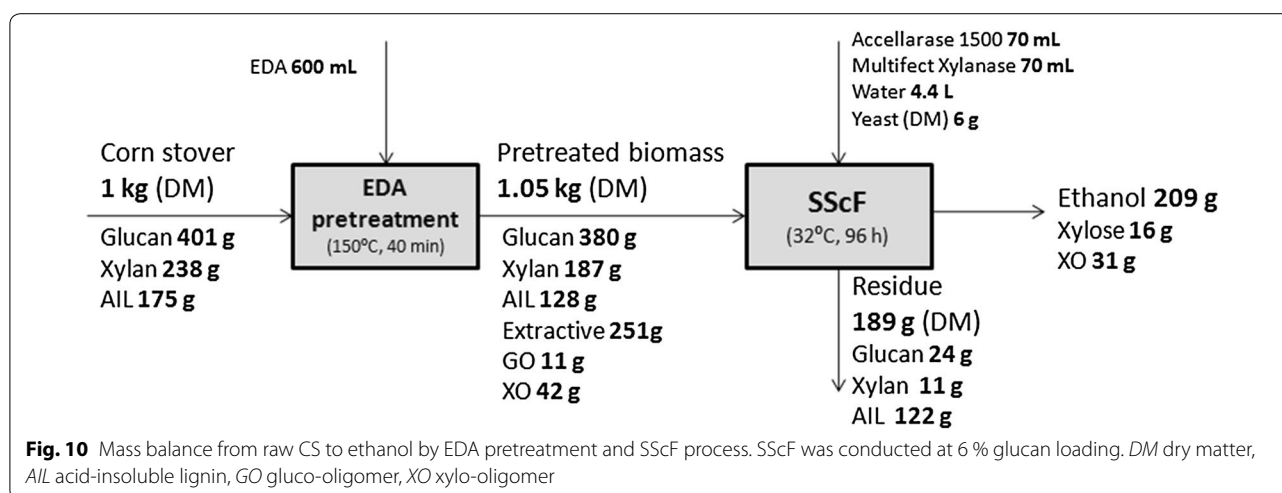 EDA 600 mL
Accellarase 1500 70 mL
Multifect Xylanase 70 mL
Water 4.4 L
Yeast (DM) 6 g
Corn stover
1 kg (DM)
Glucan 401 g
Xylan 238 g
AIL 175 g
EDA
pretreatment
(150°C, 40 min)
Pretreated biomass
1.05 kg (DM)
Glucan 380 g
Xylan 187 g
AIL 128 g
Extractive 251g
GO 11 g
XO 42 g
SScF
(32°C, 96 h)
Ethanol 209 g
Xylose 16 g
XO 31 g
Residue
189 g (DM)
Glucan 24 g
Xylan 11 g
AIL 122 g
Fig. 10 Mass balance from raw CS to ethanol by EDA pretreatment and SScF process. SScF was conducted at 6 % glucan loading. DM dry matter,
AIL acid-insoluble lignin, GO gluco-oligomer, XO xylo-oligomer